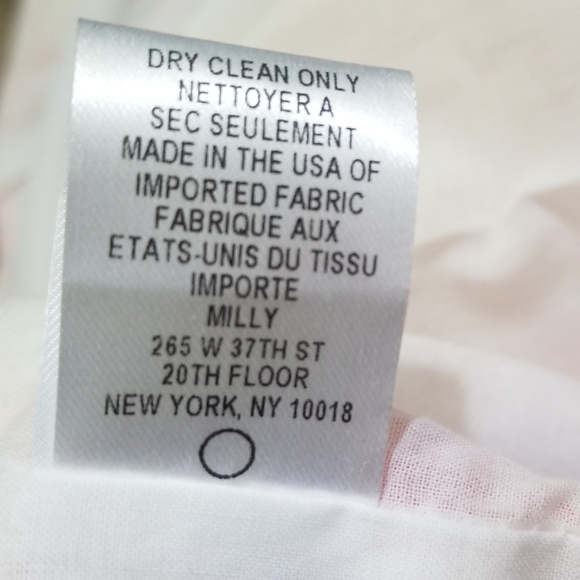 DRY CLEAN ONLY
NETTOYER A
SEC SEULEMENT
MADE IN THE USA OF
IMPORTED FABRIC
FABRIQUE AUX
ETATS-UNIS DU TISSU
IMPORTE
MILLY
265 W 37TH ST
20TH FLOOR
NEW YORK, NY 10018